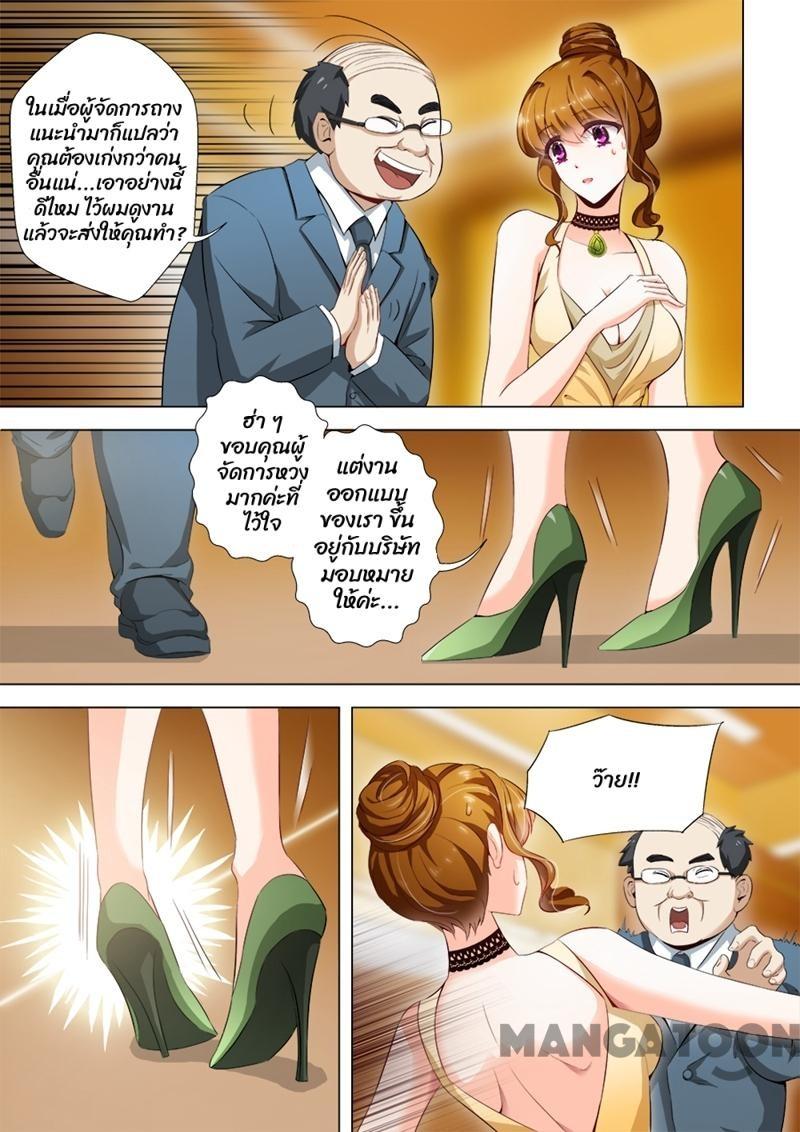 ในเมื่อผู้จัดการถาง
แนะนำมาก็แปลว่า
คุณต้องเก่งกว่าคน
อื่นแน่...เอาอย่างนี้
ดีไหม ไว้ผมดูงาน
แล้วจะส่งให้คุณทำ?
ฮ่า ๆ
ขอบคุณผู้
จัดการหวง
มากค่ะที่
ไว้ใจ
แต่งาน
ออกแบบ
ของเรา ขึ้น
อยู่กับบริษัท
มอบหมาย
ให้ค่ะ...
ว๊าย!!
MANGATOON